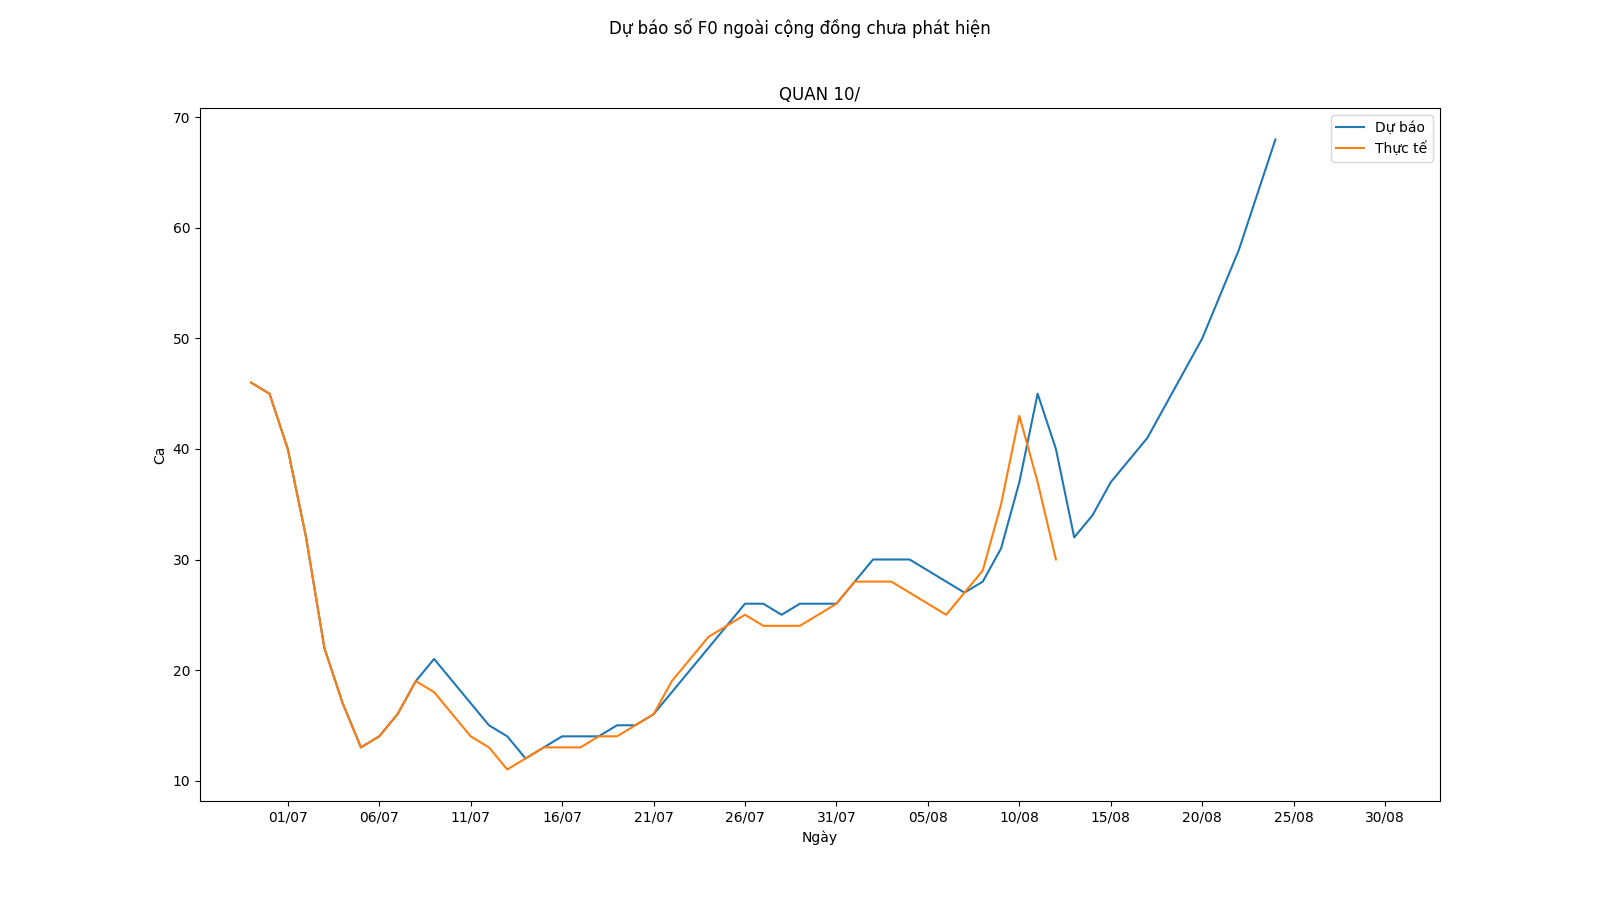 Dự báo số F0 ngoài cộng đồng chưa phát hiện
QUAN 10/
Dự báo
Thực tế
70
60
50
40
30
20
10
Ca
01/07 06/07 11/07 16/07 21/07 26/07 31/07 05/08 10/08 15/08 20/08 25/08 30/08
Ngày